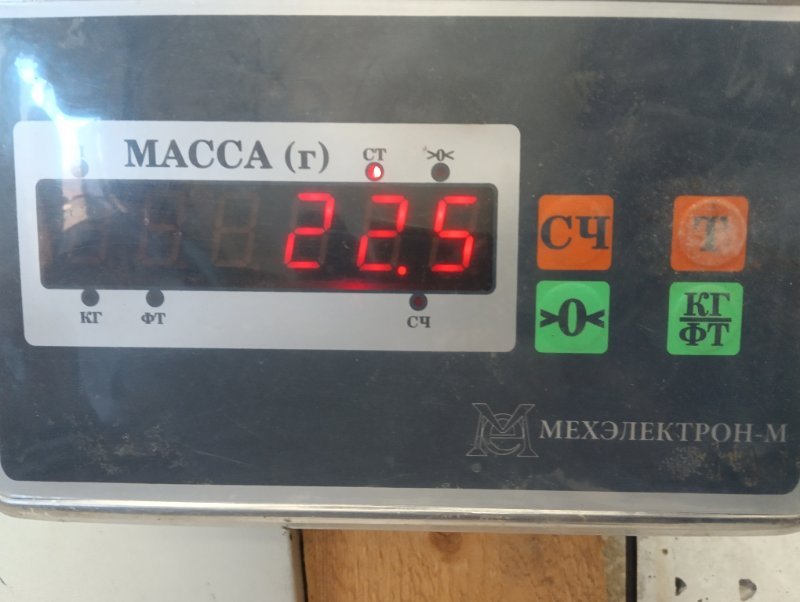 МАССА (г) СТ >0<
22.5
КГ ФТ СЧ
СЧ Т
>0< КГ
ФТ
МЕХЭЛЕКТРОН-М